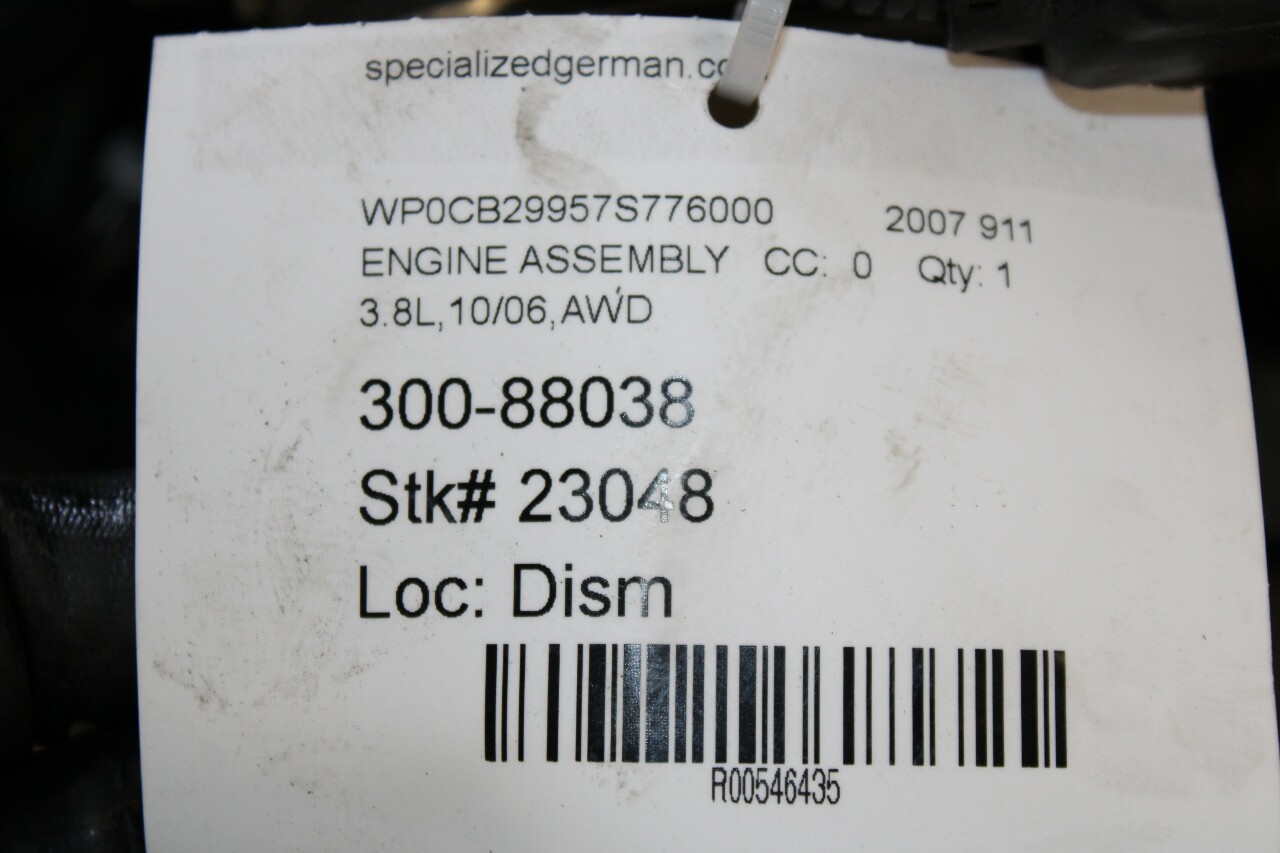 specializedgerman.co
WP0CB29957S776000 2007 911
ENGINE ASSEMBLY CC: 0 Qty: 1
3.8L,10/06,AWD
300-88038
Stk# 23048
Loc: Dism
R00546435